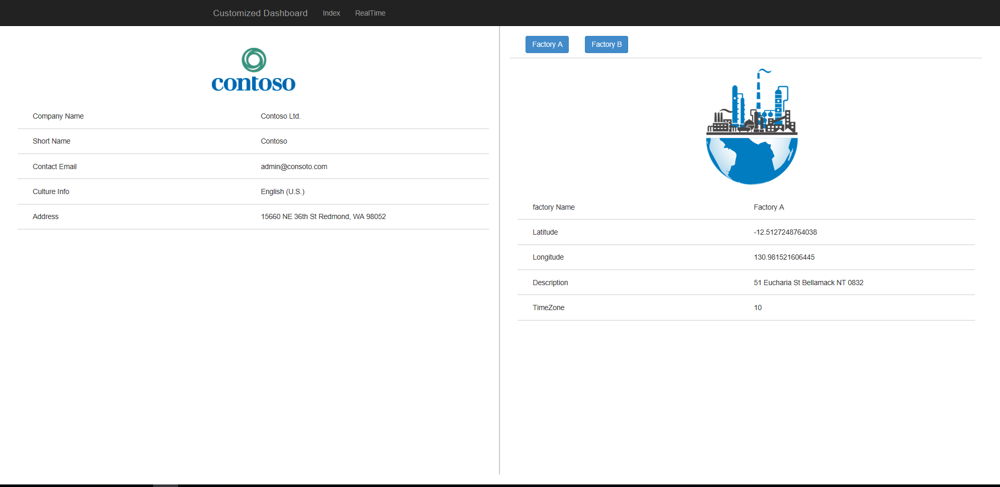 Customized Dashboard Index RealTime
contoso
Company Name Contoso Ltd.
Short Name Contoso
Contact Email admin@consoto.com
Culture Info English (U.S.)
Address 15660 NE 36th St Redmond, WA 98052
Factory A Factory B
factory Name Factory A
Latitude -12.5127248764038
Longitude 130.981521606445
Description 51 Eucharia St Bellamack NT 0832
TimeZone 10